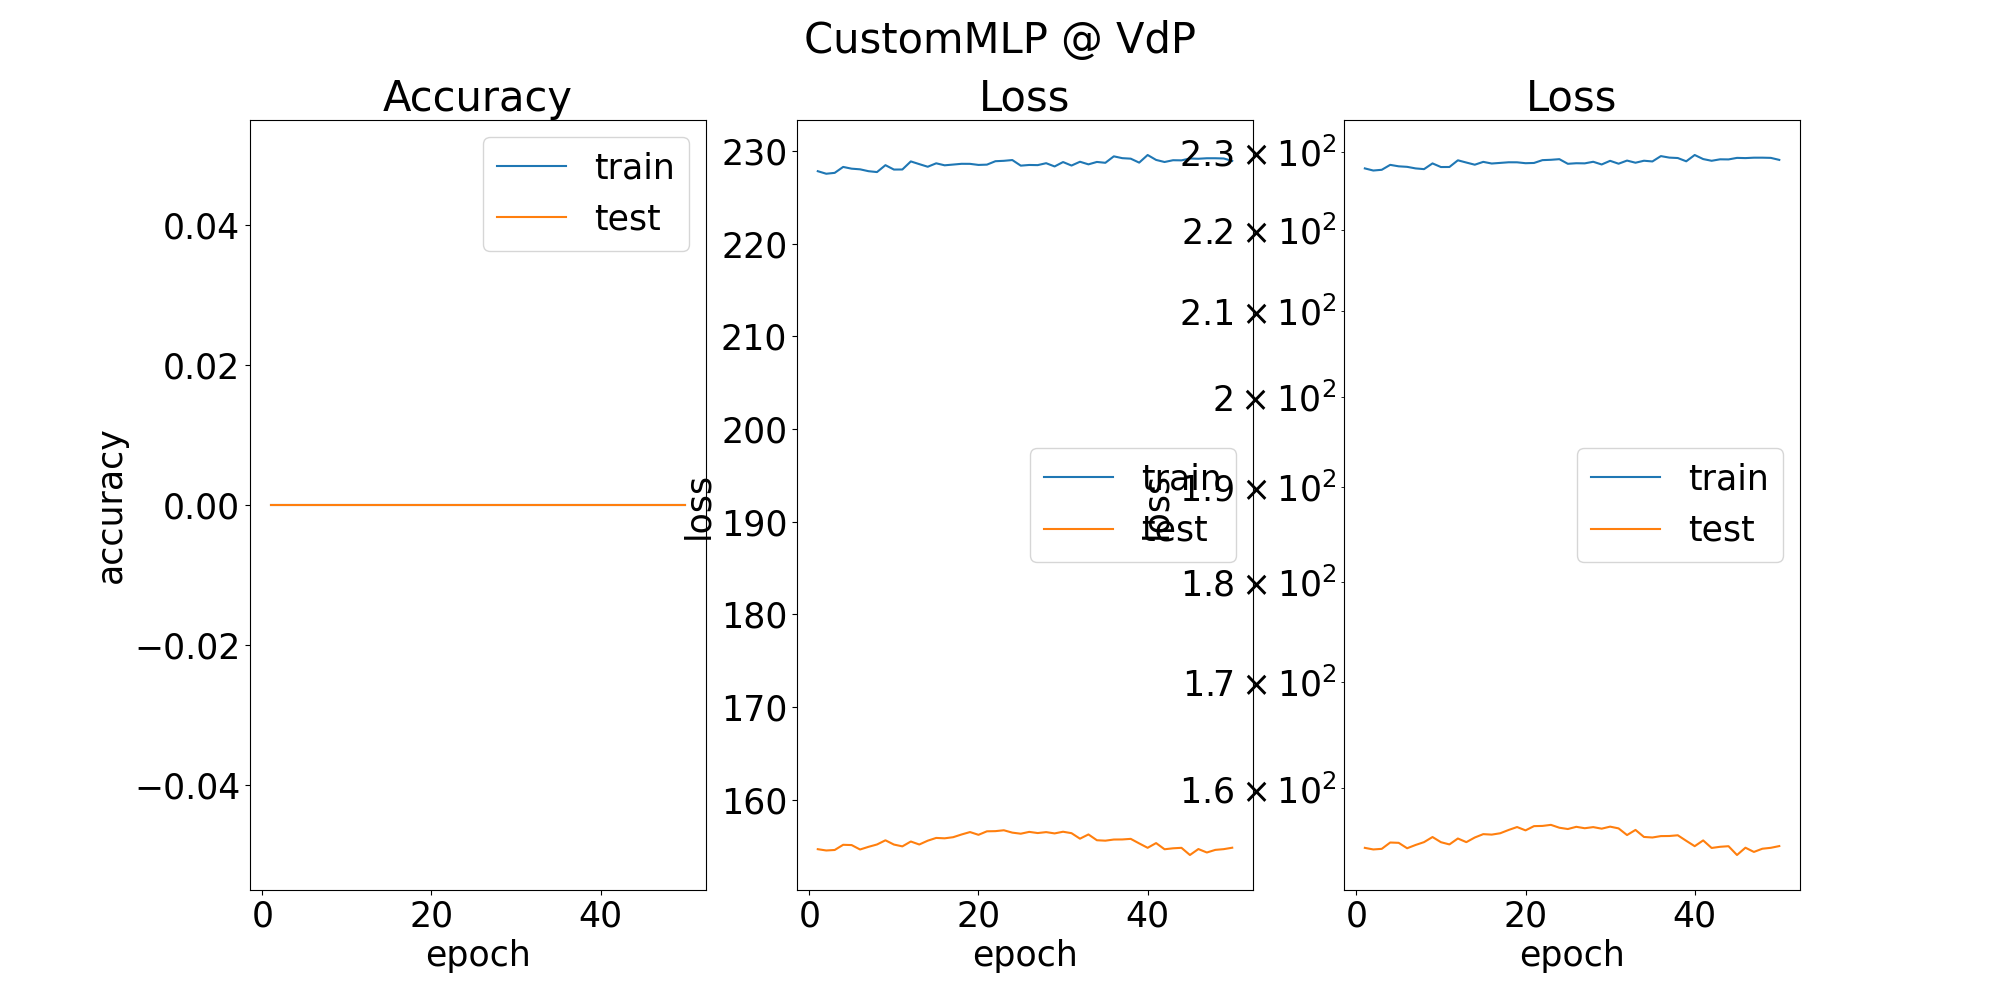 CustomMLP @ VdP
Accuracy
accuracy
0.04
0.02
0.00
−0.02
−0.04
0
20
40
epoch
train
test
Loss
loss
230
220
210
200
190
180
170
160
0
20
40
epoch
train
test
Loss
loss
2.3 × 10²
2.2 × 10²
2.1 × 10²
2 × 10²
1.9 × 10²
1.8 × 10²
1.7 × 10²
1.6 × 10²
0
20
40
epoch
train
test